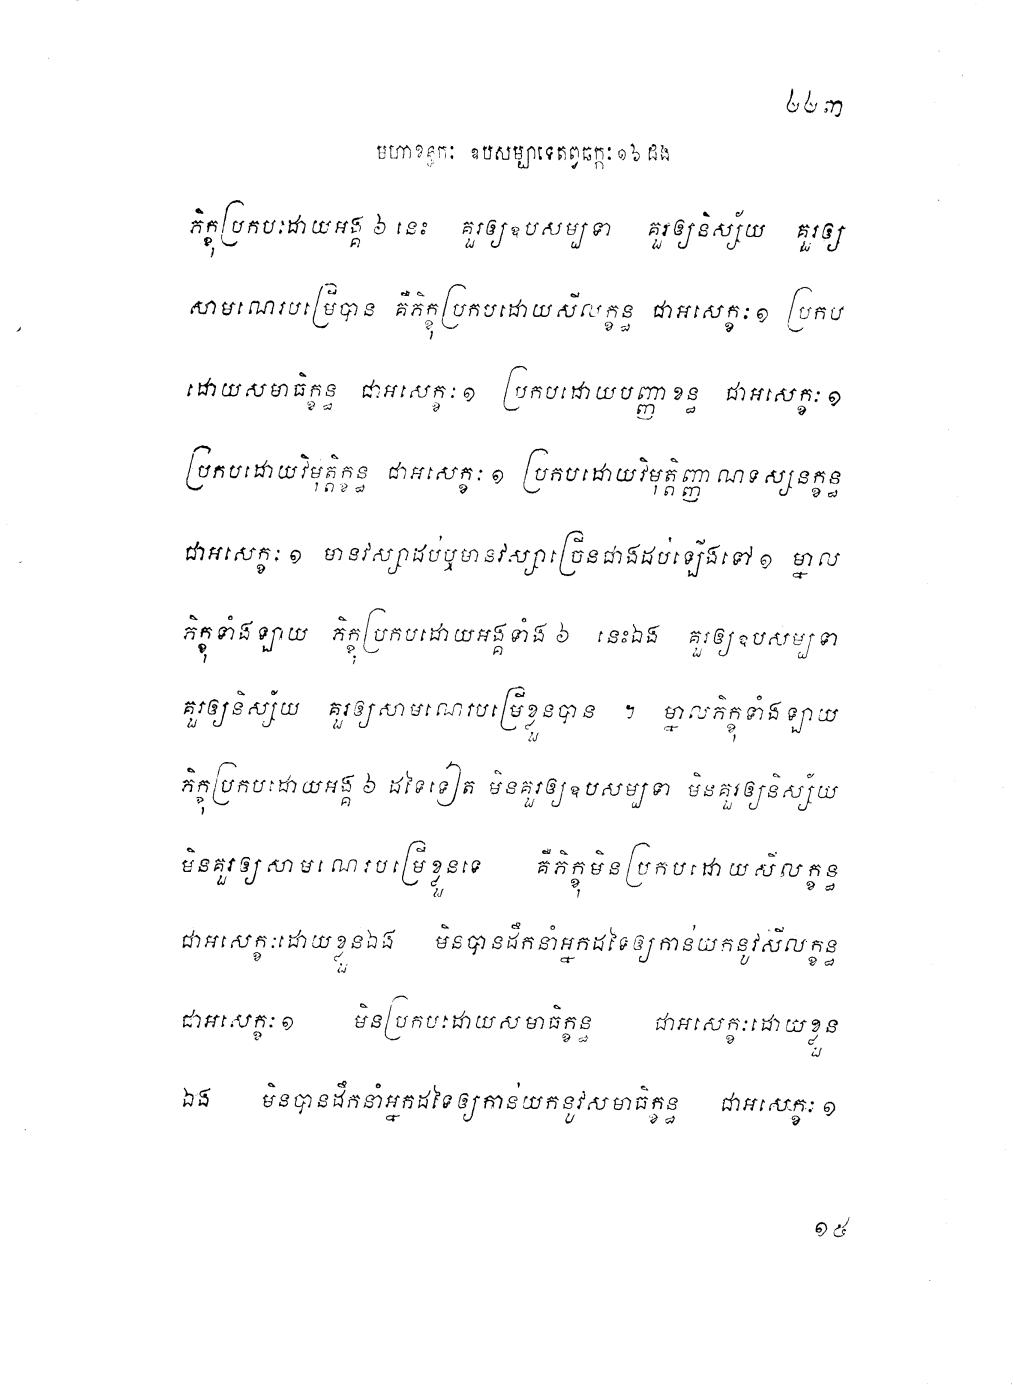 ២២៣
មហាខន្ធកៈ ឧបសម្បាទេតព្វឆក្កៈ ១៦ ដង
ភិក្ខុប្រកបដោយអង្គ ៦ នេះ គួរឲ្យឧបសម្បទា គួរឲ្យនិស្ស័យ គួរឲ្យ
សាមណេរបម្រើបាន គឺភិក្ខុប្រកបដោយសីលក្ខន្ធ ជាអសេក្ខៈ ១ ប្រកប
ដោយសមាធិក្ខន្ធ ជាអសេក្ខៈ ១ ប្រកបដោយបញ្ញាខន្ធ ជាអសេក្ខៈ ១
ប្រកបដោយវិមុត្តិក្ខន្ធ ជាអសេក្ខៈ ១ ប្រកបដោយវិមុត្តិញ្ញាណទស្សនក្ខន្ធ
ជាអសេក្ខៈ ១ មានវស្សាដប់ឬមានវស្សាច្រើនជាងដប់ឡើងទៅ ១ ម្នាល
ភិក្ខុទាំងឡាយ ភិក្ខុប្រកបដោយអង្គទាំង ៦ នេះឯង គួរឲ្យឧបសម្បទា
គួរឲ្យនិស្ស័យ គួរឲ្យសាមណេរបម្រើខ្លួនបាន ។ ម្នាលភិក្ខុទាំងឡាយ
ភិក្ខុប្រកបដោយអង្គ ៦ ដទៃទៀត មិនគួរឲ្យឧបសម្បទា មិនគួរឲ្យនិស្ស័យ
មិនគួរឲ្យសាមណេរបម្រើខ្លួនទេ គឺភិក្ខុមិនប្រកបដោយសីលក្ខន្ធ
ជាអសេក្ខៈដោយខ្លួនឯង មិនបានដឹកនាំអ្នកដទៃឲ្យកាន់យកនូវសីលក្ខន្ធ
ជាអសេក្ខៈ ១ មិនប្រកបដោយសមាធិក្ខន្ធ ជាអសេក្ខៈដោយខ្លួន
ឯង មិនបានដឹកនាំអ្នកដទៃឲ្យកាន់យកនូវសមាធិក្ខន្ធ ជាអសេក្ខៈ ១
១៥